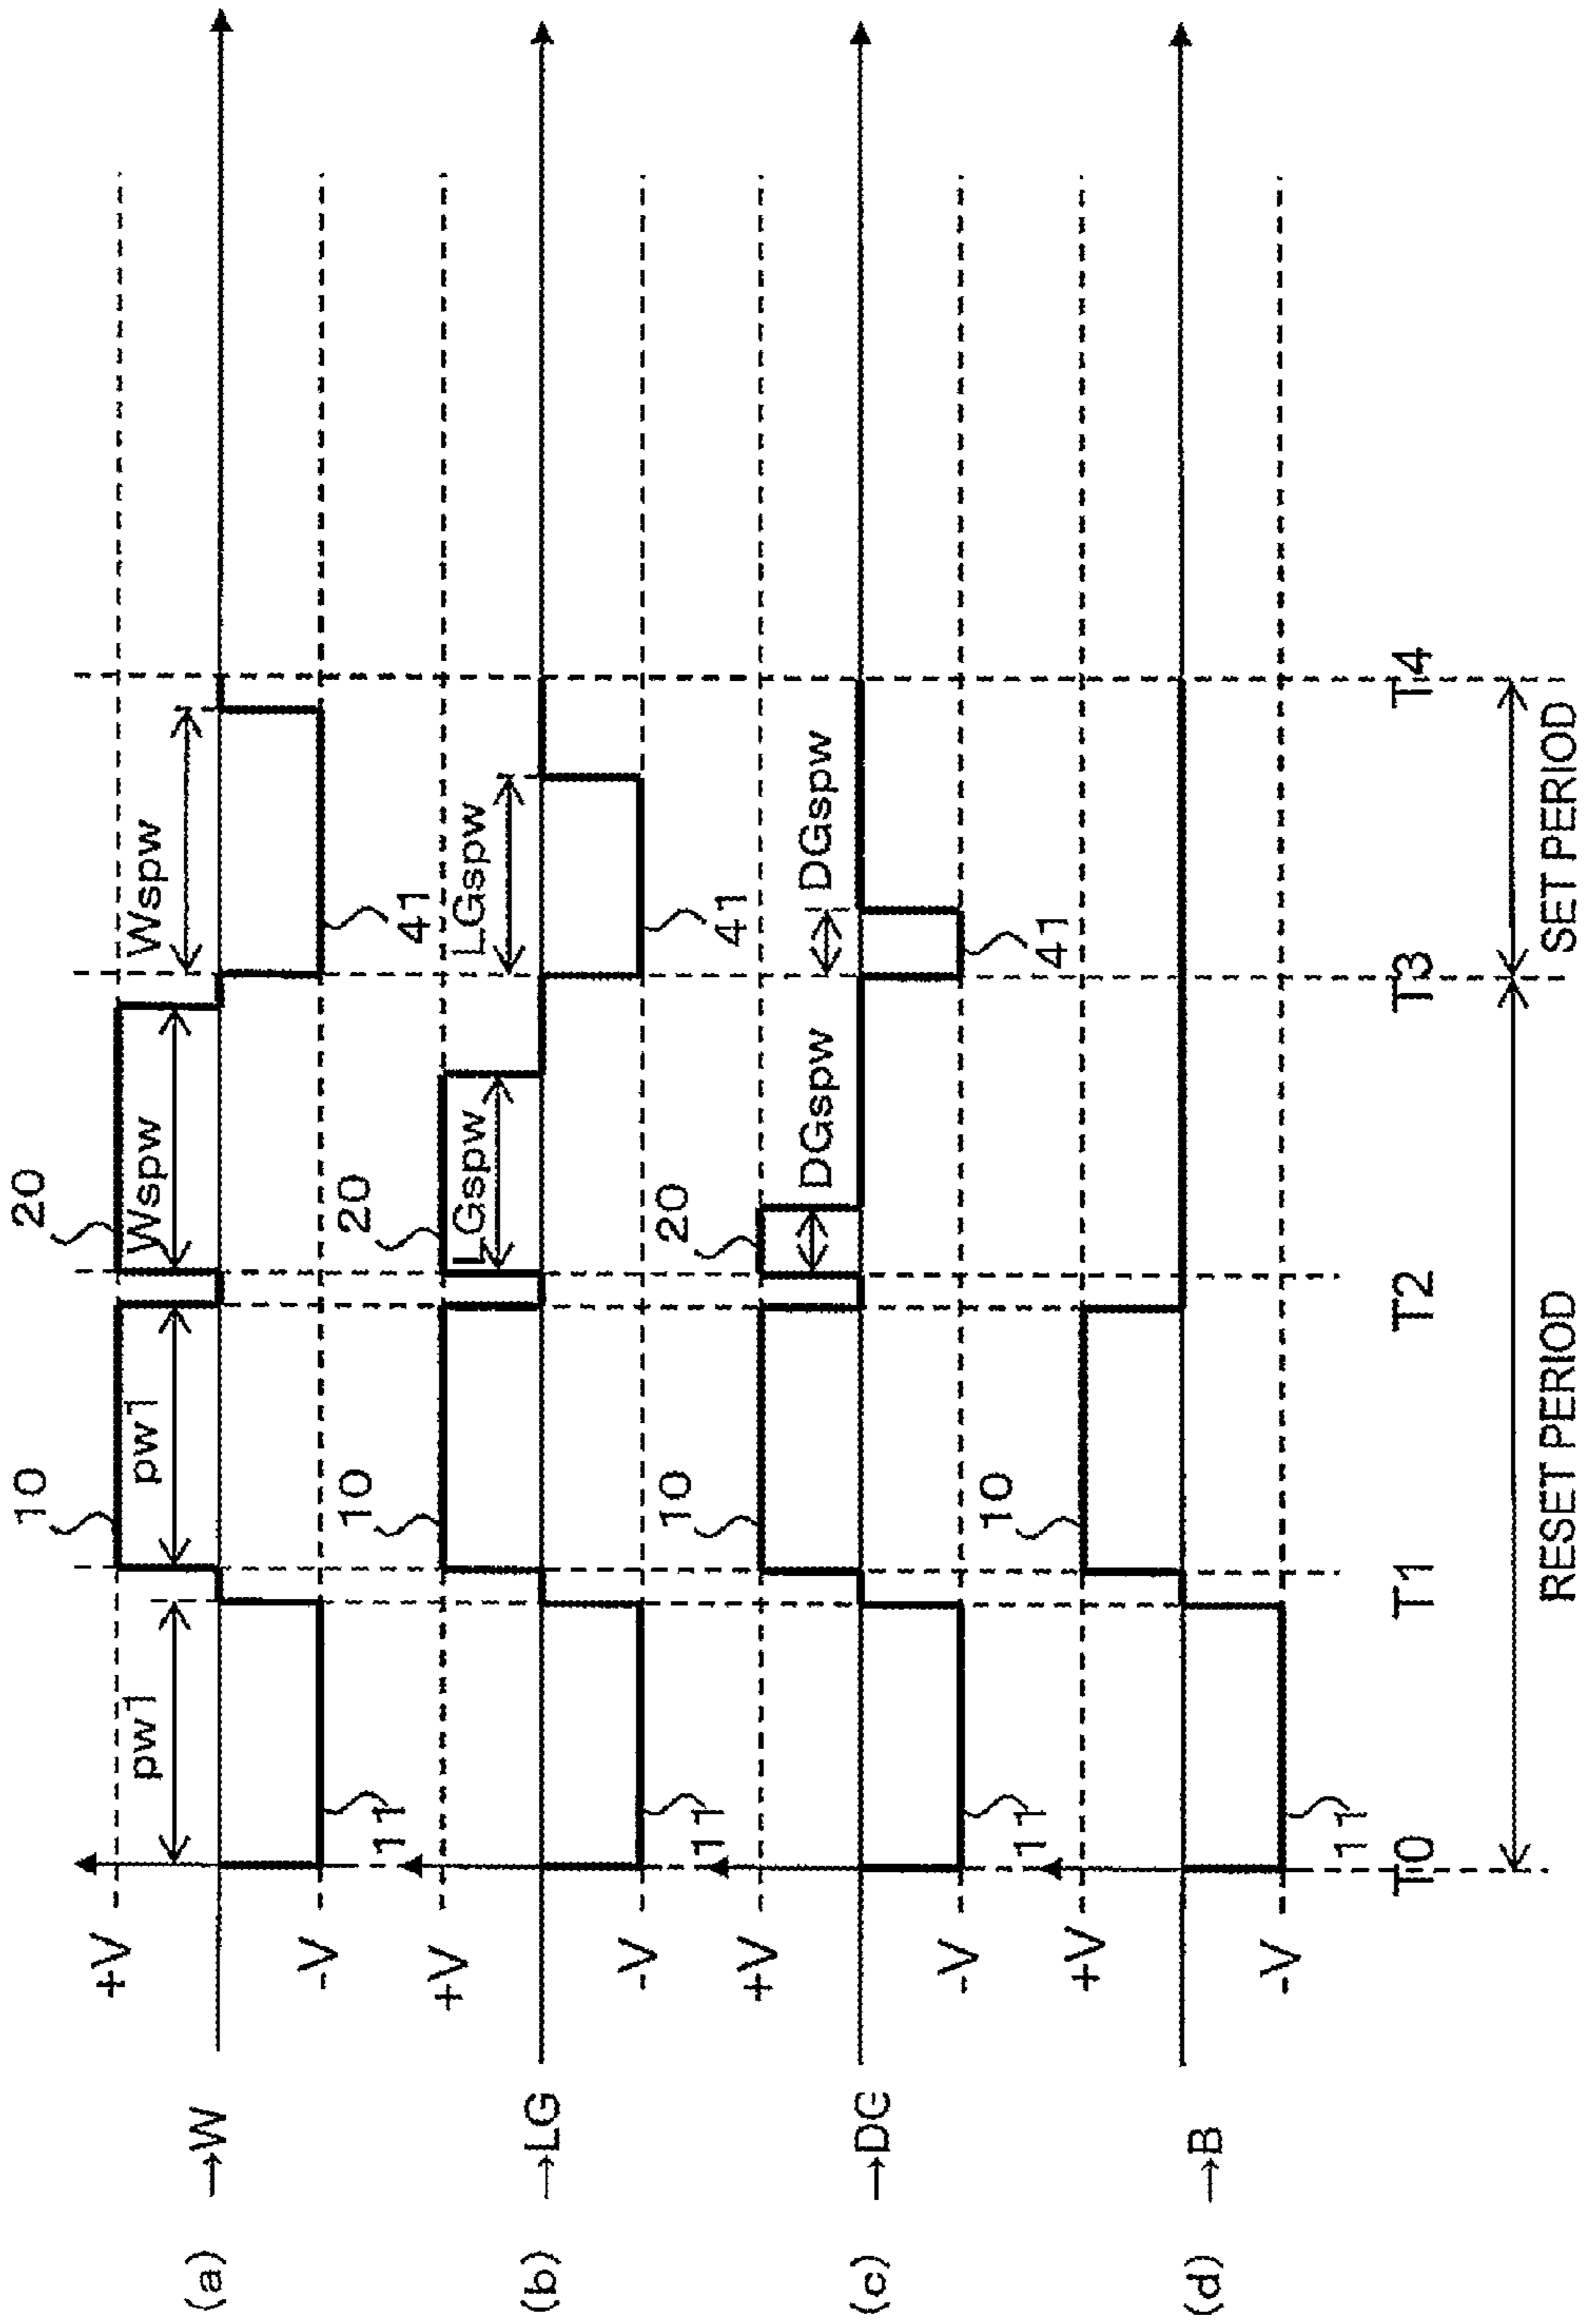 (a) →W
+V
-V
11
pw1
10
pw1
20
Wspw
Wspw
41
(b) →LG
+V
-V
11
10
20
LGspw
LGspw
41
(c) →DG
+V
-V
11
10
20
DGspw
DGspw
41
(d) →B
+V
-V
11
10
T0
T1
T2
T3
T4
RESET PERIOD
SET PERIOD